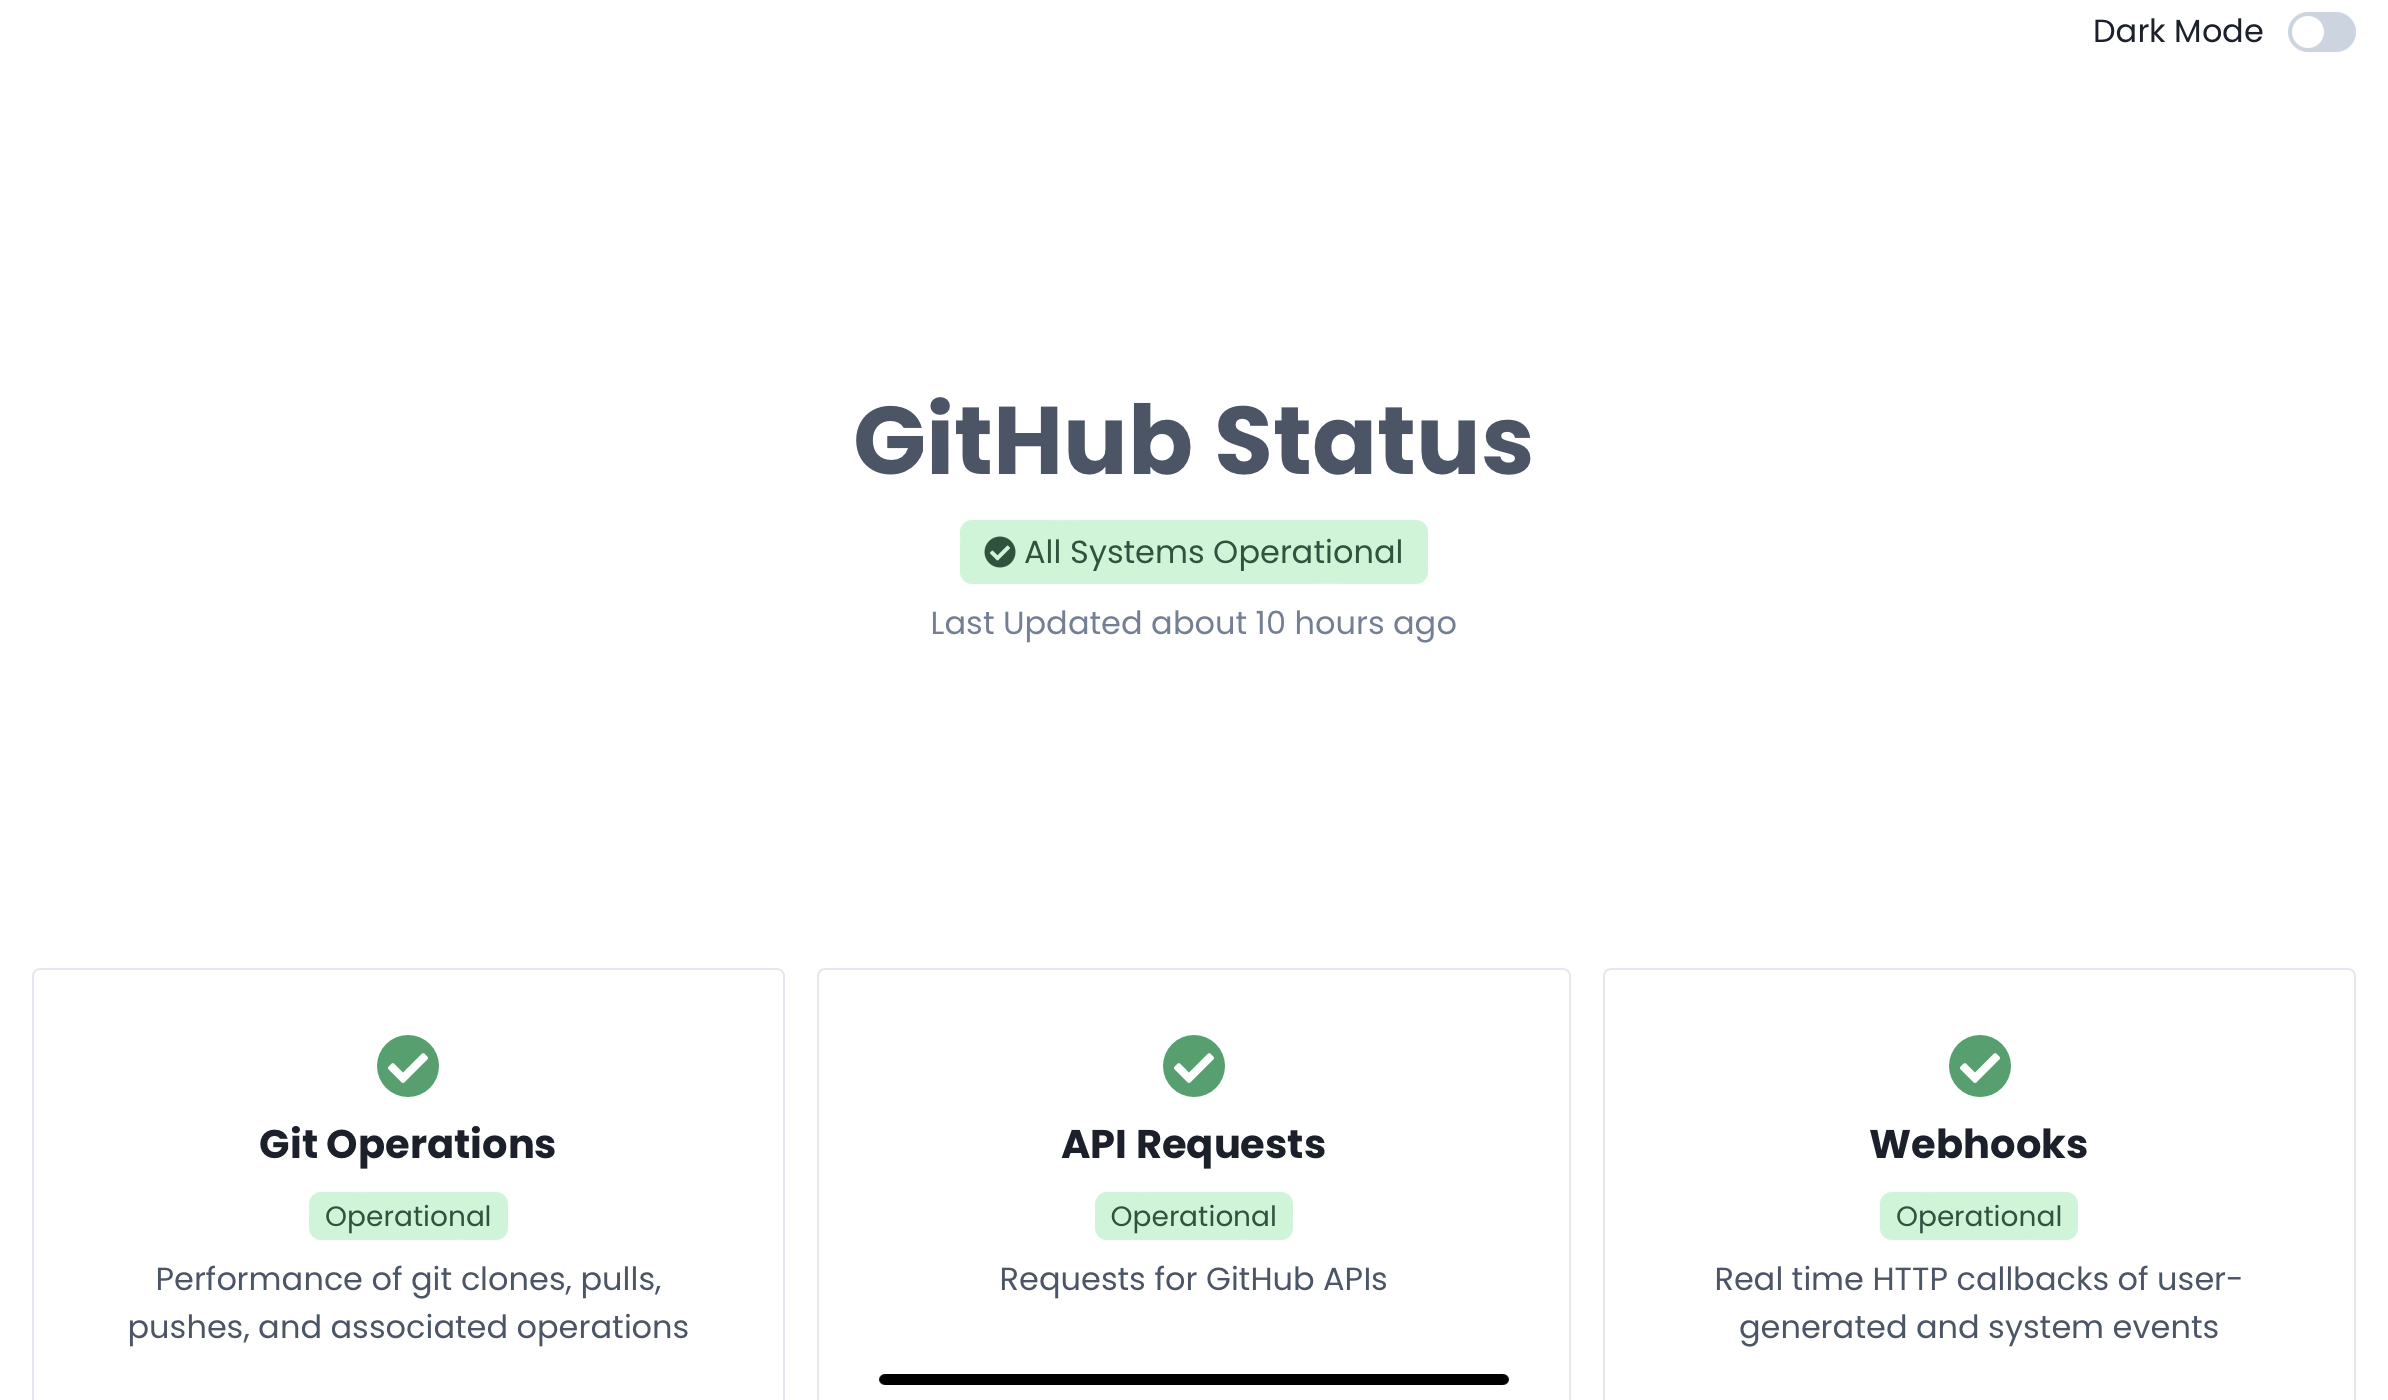 Dark Mode
GitHub Status
All Systems Operational
Last Updated about 10 hours ago
Git Operations
Operational
Performance of git clones, pulls,
pushes, and associated operations
API Requests
Operational
Requests for GitHub APIs
Webhooks
Operational
Real time HTTP callbacks of user-
generated and system events